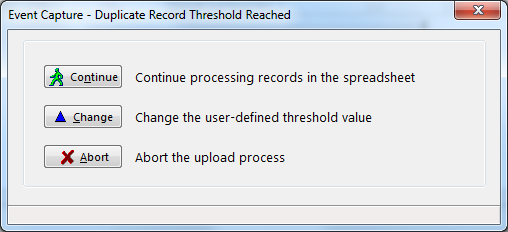 Event Capture - Duplicate Record Threshold Reached
Continue Continue processing records in the spreadsheet
Change Change the user-defined threshold value
Abort Abort the upload process